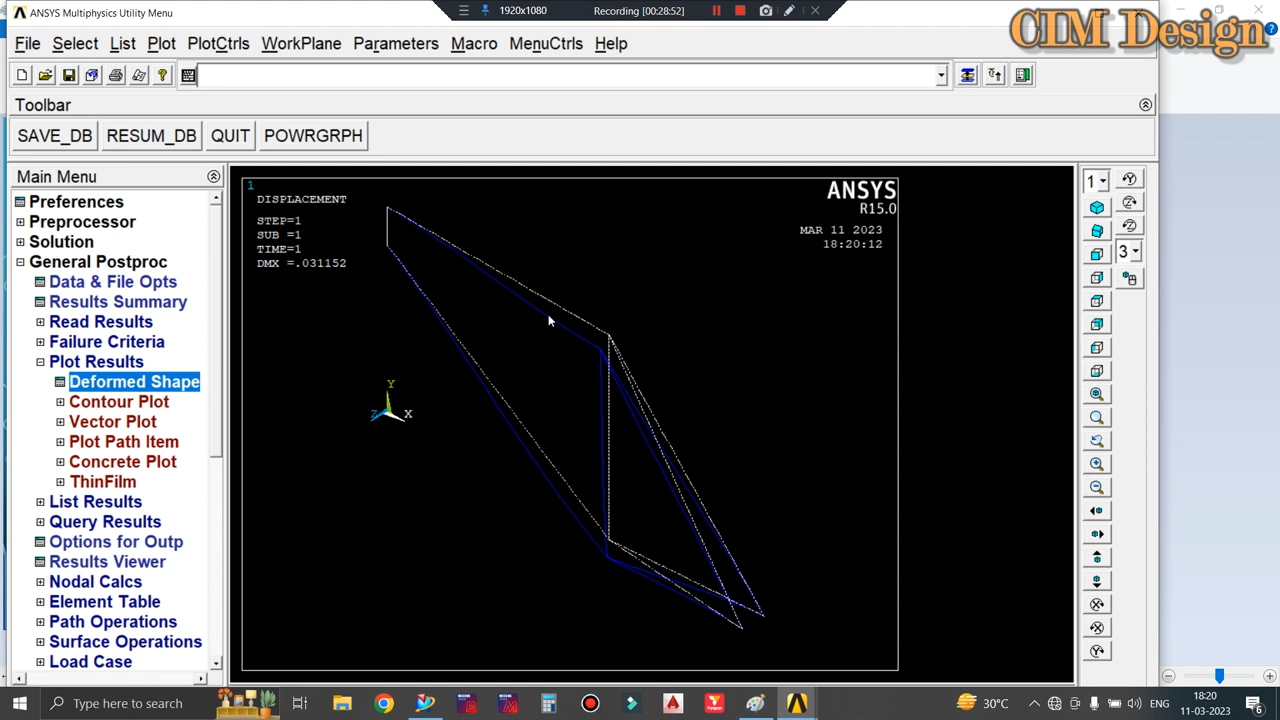 ANSYS Multiphysics Utility Menu
1920x1080
Recording [00:28:52]
CIM Design
File Select List Plot PlotCtrls WorkPlane Parameters Macro MenuCtrls Help
Toolbar
SAVE_DB RESUM_DB QUIT POWRGRPH
Main Menu
Preferences
Preprocessor
Solution
General Postproc
Data & File Opts
Results Summary
Read Results
Failure Criteria
Plot Results
Deformed Shape
Contour Plot
Vector Plot
Plot Path Item
Concrete Plot
ThinFilm
List Results
Query Results
Options for Outp
Results Viewer
Nodal Calcs
Element Table
Path Operations
Surface Operations
Load Case
1
DISPLACEMENT
STEP=1
SUB =1
TIME=1
DMX =.031152
ANSYS
R15.0
MAR 11 2023
18:20:12
Y
Z X
1
3
Type here to search
30°C
ENG
18:20
11-03-2023
6